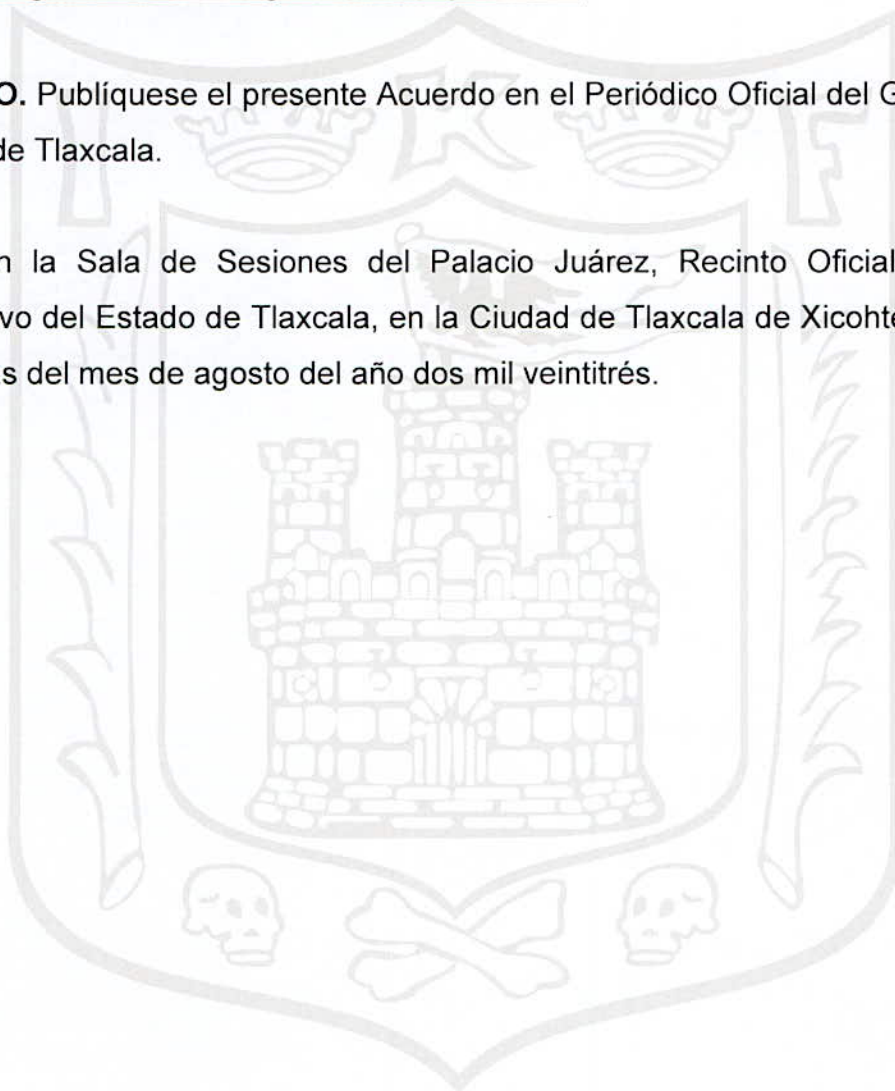 O. Publíquese el presente Acuerdo en el Periódico Oficial del G
de Tlaxcala.
n la Sala de Sesiones del Palacio Juárez, Recinto Oficial
vo del Estado de Tlaxcala, en la Ciudad de Tlaxcala de Xicohte
s del mes de agosto del año dos mil veintitrés.
I K F